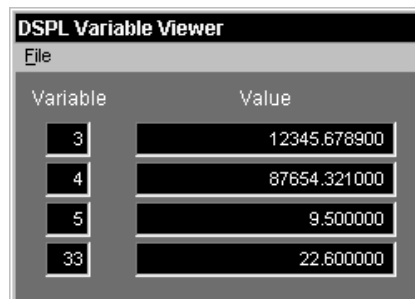 DSPL Variable Viewer
File
Variable Value
3 12345.678900
4 87654.321000
5 9.500000
33 22.600000